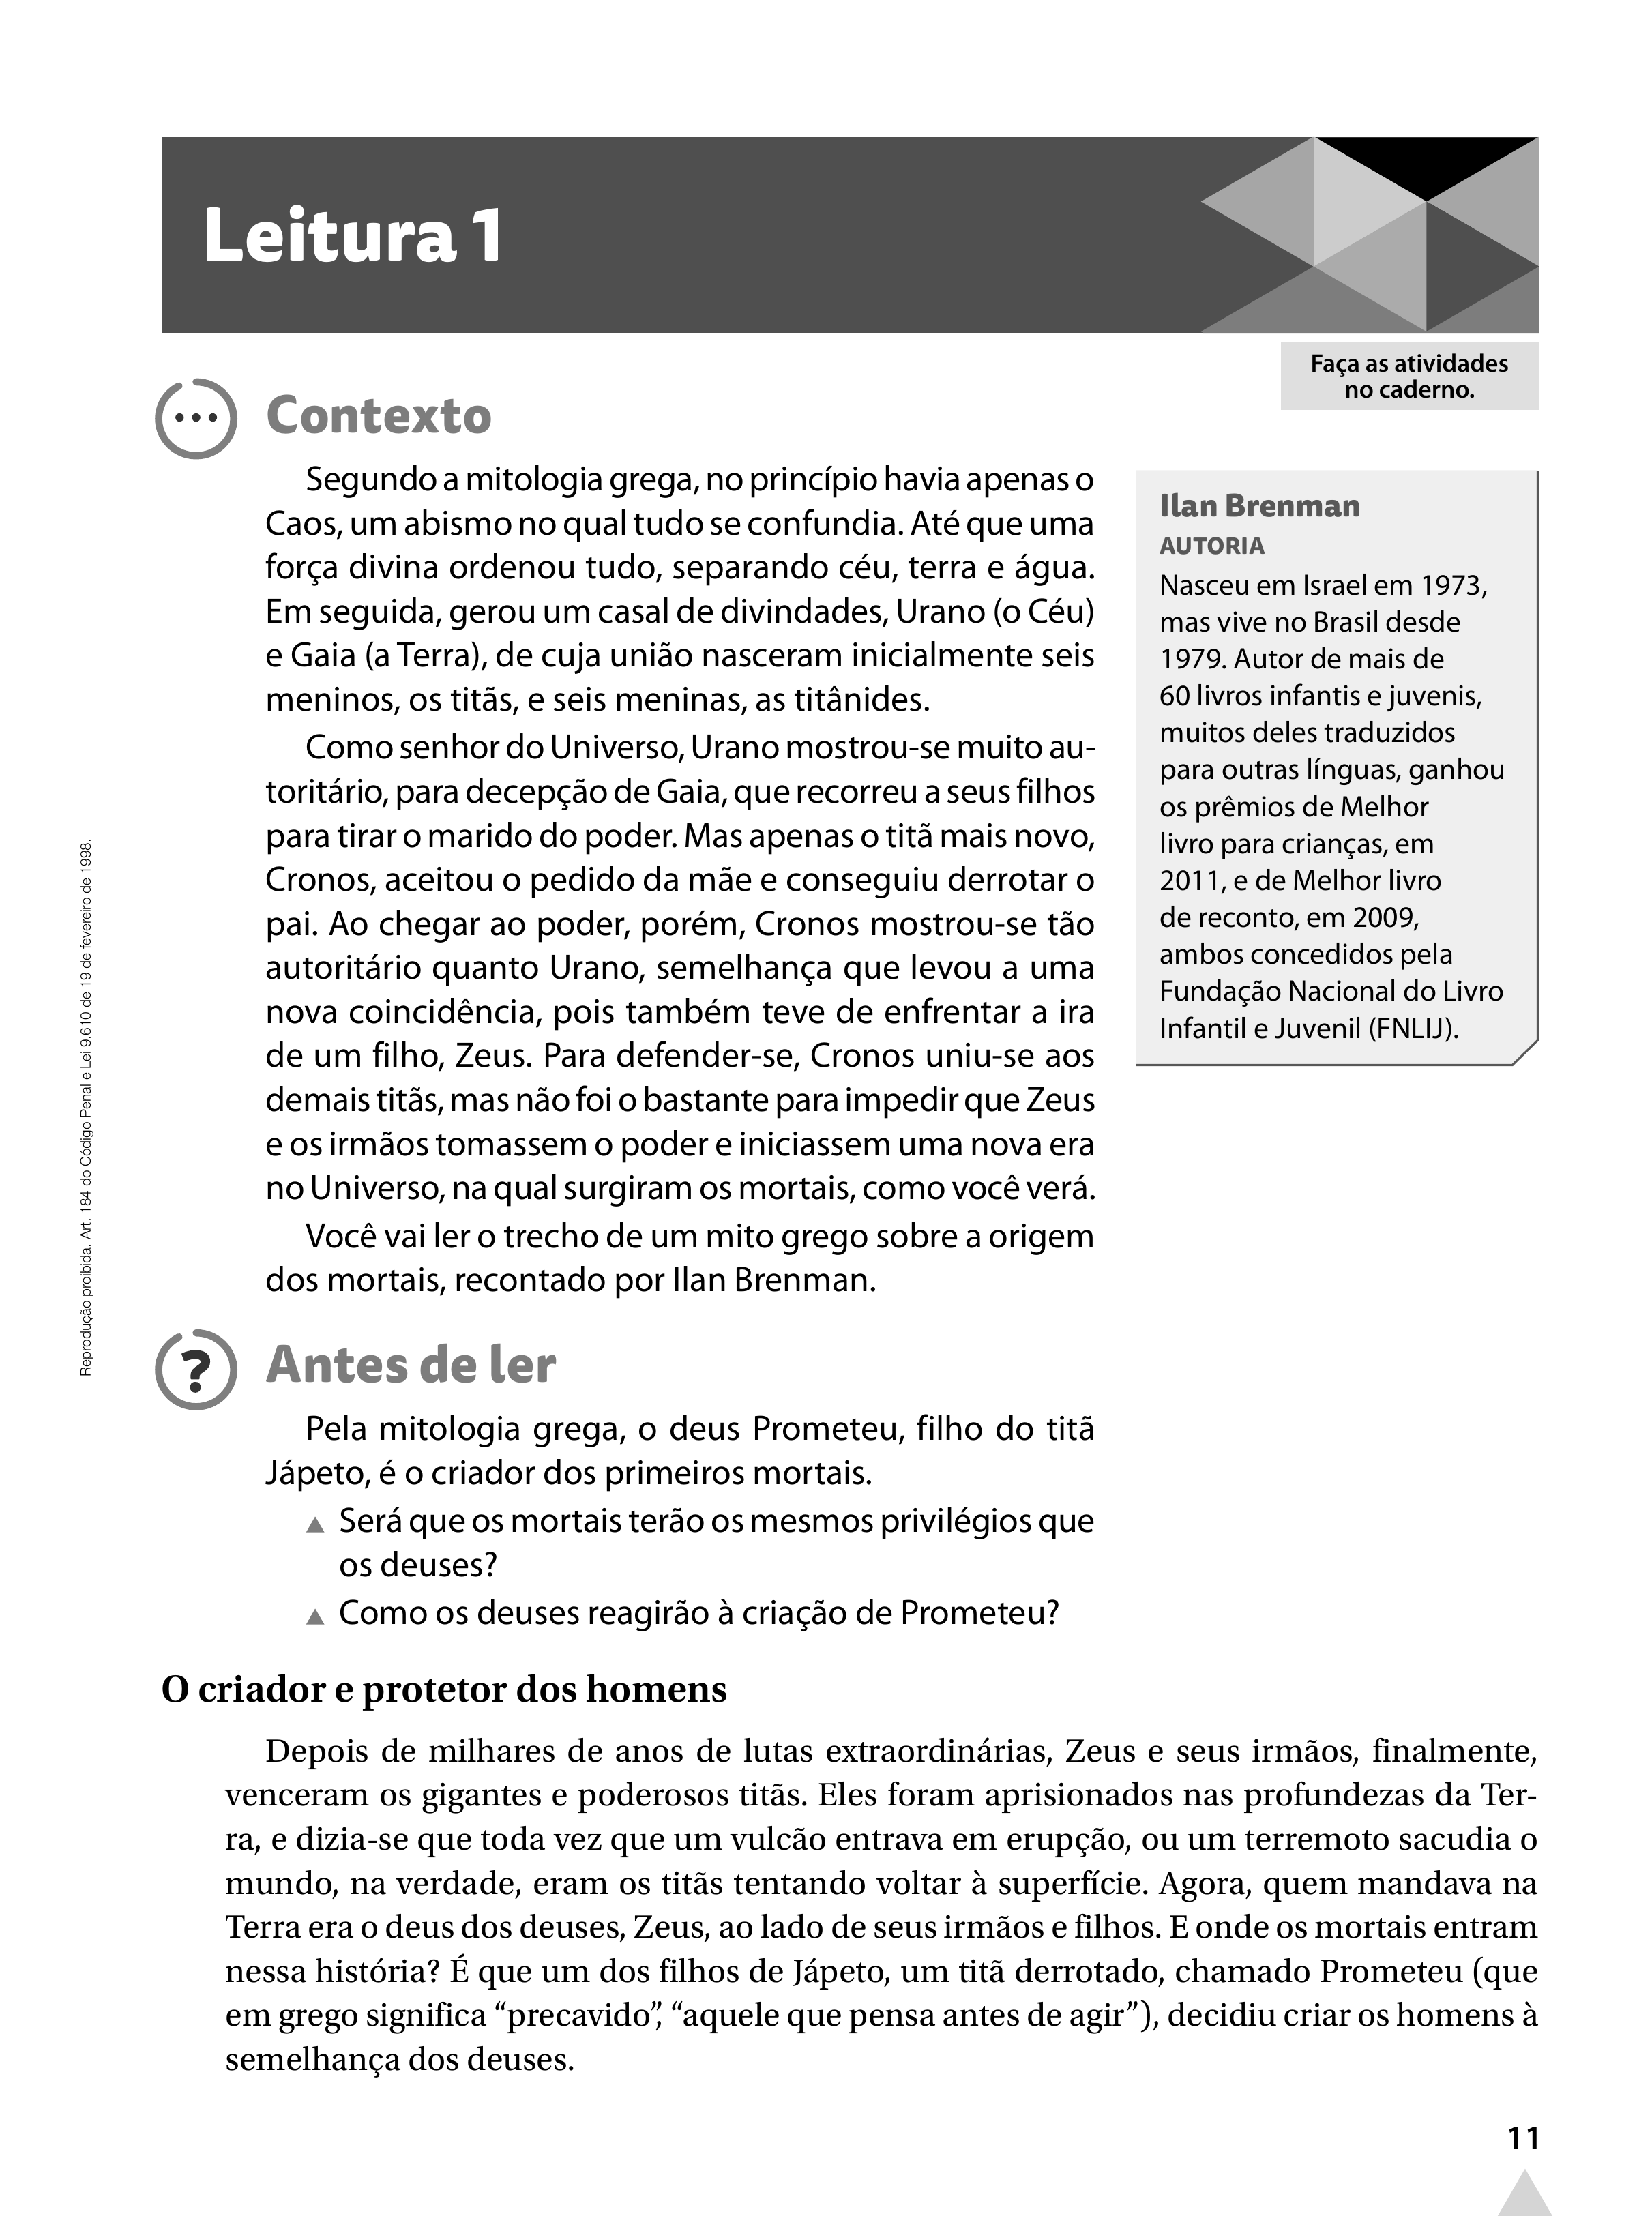 Leitura 1
Faça as atividades
no caderno.
Contexto
Segundo a mitologia grega, no princípio havia apenas o
Caos, um abismo no qual tudo se confundia. Até que uma
força divina ordenou tudo, separando céu, terra e água.
Em seguida, gerou um casal de divindades, Urano (o Céu)
e Gaia (a Terra), de cuja união nasceram inicialmente seis
meninos, os titãs, e seis meninas, as titânides.
Como senhor do Universo, Urano mostrou-se muito au-
toritário, para decepção de Gaia, que recorreu a seus filhos
para tirar o marido do poder. Mas apenas o titã mais novo,
Cronos, aceitou o pedido da mãe e conseguiu derrotar o
pai. Ao chegar ao poder, porém, Cronos mostrou-se tão
autoritário quanto Urano, semelhança que levou a uma
nova coincidência, pois também teve de enfrentar a ira
de um filho, Zeus. Para defender-se, Cronos uniu-se aos
demais titãs, mas não foi o bastante para impedir que Zeus
e os irmãos tomassem o poder e iniciassem uma nova era
no Universo, na qual surgiram os mortais, como você verá.
Você vai ler o trecho de um mito grego sobre a origem
dos mortais, recontado por Ilan Brenman.
Ilan Brenman
AUTORIA
Nasceu em Israel em 1973,
mas vive no Brasil desde
1979. Autor de mais de
60 livros infantis e juvenis,
muitos deles traduzidos
para outras línguas, ganhou
os prêmios de Melhor
livro para crianças, em
2011, e de Melhor livro
de reconto, em 2009,
ambos concedidos pela
Fundação Nacional do Livro
Infantil e Juvenil (FNLIJ).
? Antes de ler
Pela mitologia grega, o deus Prometeu, filho do titã
Jápeto, é o criador dos primeiros mortais.
▲ Será que os mortais terão os mesmos privilégios que
os deuses?
▲ Como os deuses reagirão à criação de Prometeu?
O criador e protetor dos homens
Depois de milhares de anos de lutas extraordinárias, Zeus e seus irmãos, finalmente,
venceram os gigantes e poderosos titãs. Eles foram aprisionados nas profundezas da Ter-
ra, e dizia-se que toda vez que um vulcão entrava em erupção, ou um terremoto sacudia o
mundo, na verdade, eram os titãs tentando voltar à superfície. Agora, quem mandava na
Terra era o deus dos deuses, Zeus, ao lado de seus irmãos e filhos. E onde os mortais entram
nessa história? É que um dos filhos de Jápeto, um titã derrotado, chamado Prometeu (que
em grego significa “precavido”, “aquele que pensa antes de agir”), decidiu criar os homens à
semelhança dos deuses.
Reprodução proibida. Art. 184 do Código Penal e Lei 9.610 de 19 de fevereiro de 1998.
11